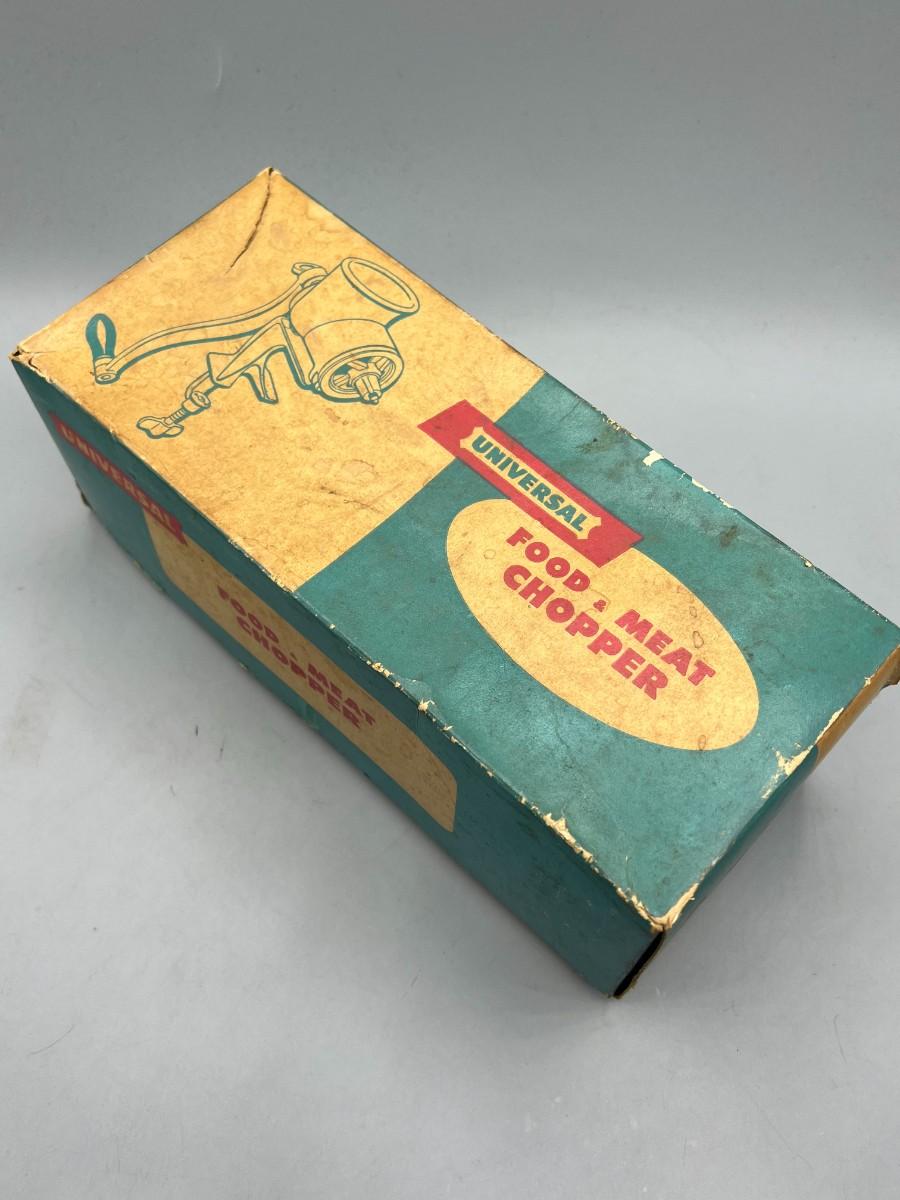 UNIVERSAL
FOOD & MEAT
CHOPPER
UNIVERSAL
FOOD & MEAT
CHOPPER